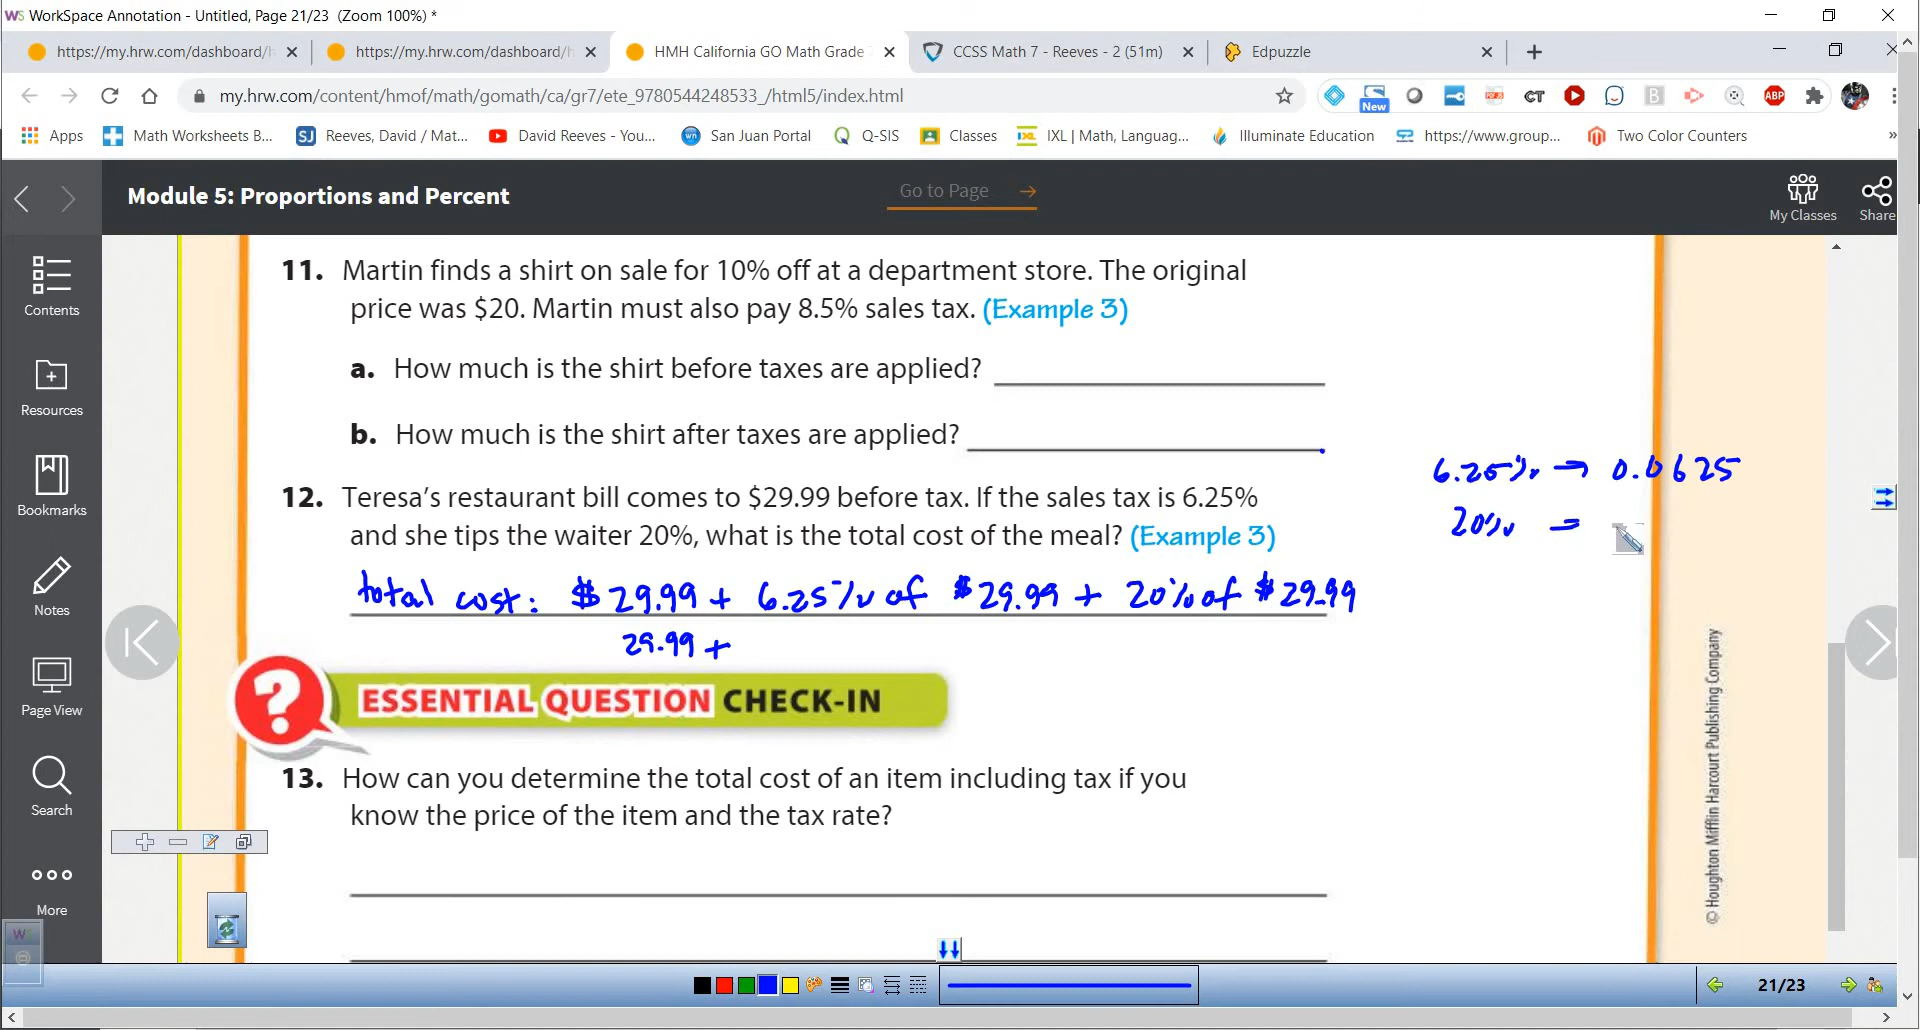 WS WorkSpace Annotation - Untitled, Page 21/23 (Zoom 100%) *
https://my.hrw.com/dashboard/h
https://my.hrw.com/dashboard/h
HMH California GO Math Grade
CCSS Math 7 - Reeves - 2 (51m)
Edpuzzle
my.hrw.com/content/hmof/math/gomath/ca/gr7/ete_9780544248533_/html5/index.html
New
CT
ABP
Apps
Math Worksheets B...
SJ
Reeves, David / Mat...
David Reeves - You...
wn
San Juan Portal
Q-SIS
Classes
IXL
IXL | Math, Languag...
Illuminate Education
https://www.group...
Two Color Counters
Module 5: Proportions and Percent
Go to Page
My Classes
Share
Contents
Resources
Bookmarks
Notes
Page View
Search
More
11. Martin finds a shirt on sale for 10% off at a department store. The original
price was $20. Martin must also pay 8.5% sales tax. (Example 3)
a. How much is the shirt before taxes are applied?
b. How much is the shirt after taxes are applied?
6.25% → 0.0625
20% =
12. Teresa's restaurant bill comes to $29.99 before tax. If the sales tax is 6.25%
and she tips the waiter 20%, what is the total cost of the meal? (Example 3)
total cost: $29.99 + 6.25% of $29.99 + 20% of $29.99
29.99 +
? ESSENTIAL QUESTION CHECK-IN
13. How can you determine the total cost of an item including tax if you
know the price of the item and the tax rate?
© Houghton Mifflin Harcourt Publishing Company
WS
21/23